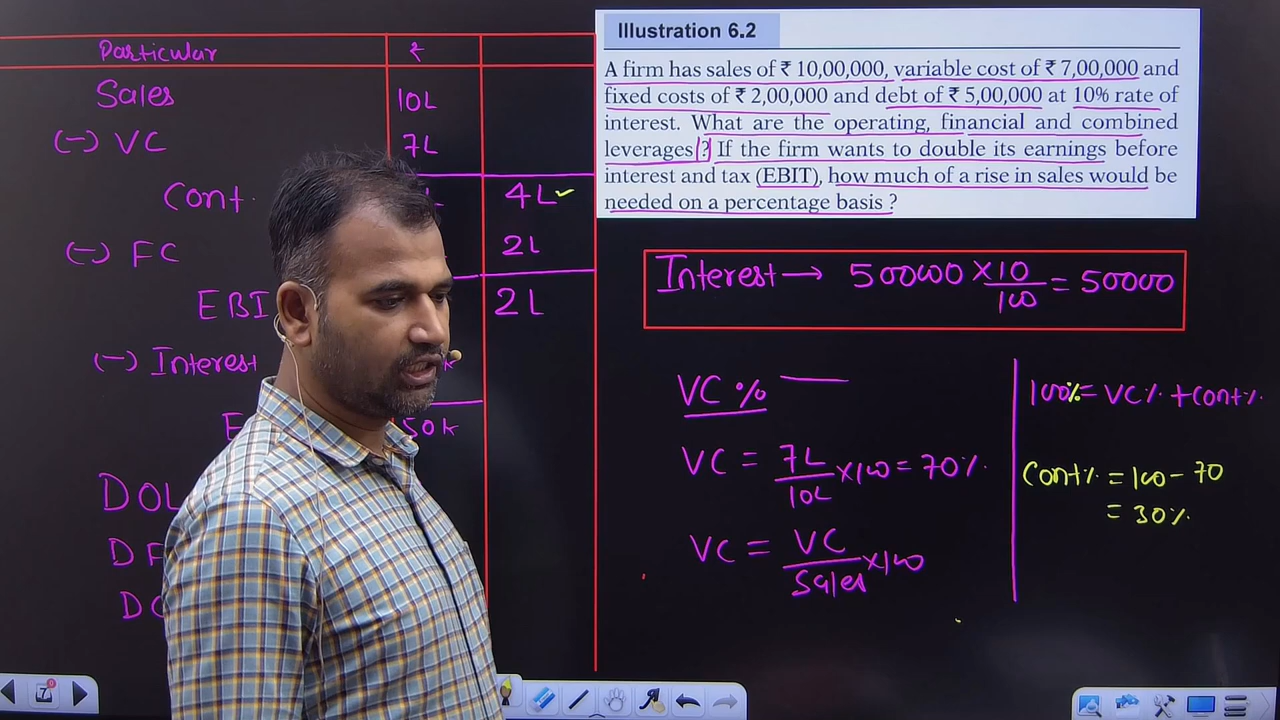 Particular ₹
Sales 10L
(-) VC 7L
Cont. 4L
(-) FC 2L
EBI 2L
(-) Interest
50K
DOL
Illustration 6.2
A firm has sales of ₹ 10,00,000, variable cost of ₹ 7,00,000 and
fixed costs of ₹ 2,00,000 and debt of ₹ 5,00,000 at 10% rate of
interest. What are the operating, financial and combined
leverages ? If the firm wants to double its earnings before
interest and tax (EBIT), how much of a rise in sales would be
needed on a percentage basis ?
Interest → 500000 × 10/100 = 50000
VC %
VC = 7L/10L × 100 = 70%
VC = VC/Sales × 100
100% = VC% + Cont%
Cont% = 100 - 70
= 30%